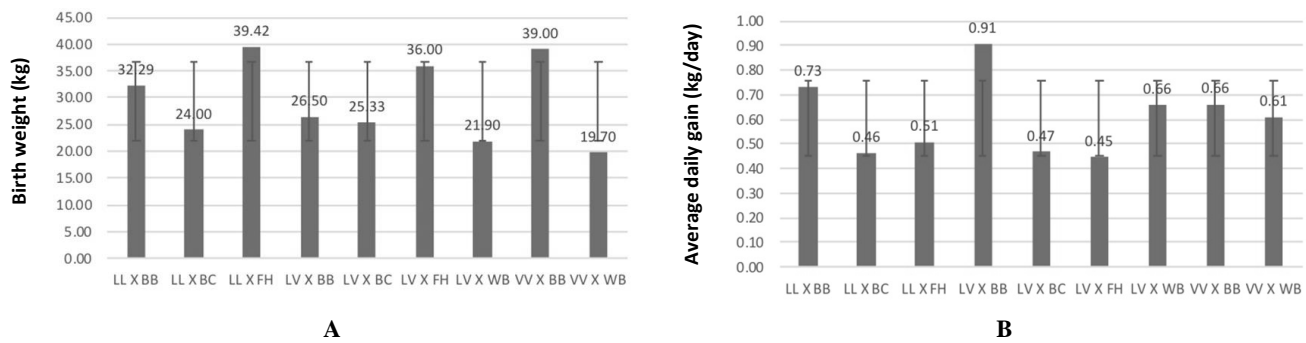 Birth weight (kg)
45.00
40.00
35.00
30.00
25.00
20.00
15.00
10.00
5.00
0.00
32.29
24.00
39.42
26.50
25.33
36.00
21.90
39.00
19.70
LL X BB
LL X BC
LL X FH
LV X BB
LV X BC
LV X FH
LV X WB
VV X BB
VV X WB
A
Average daily gain (kg/day)
1.00
0.90
0.80
0.70
0.60
0.50
0.40
0.30
0.20
0.10
0.00
0.73
0.46
0.51
0.91
0.47
0.45
0.66
0.66
0.61
LL X BB
LL X BC
LL X FH
LV X BB
LV X BC
LV X FH
LV X WB
VV X BB
VV X WB
B